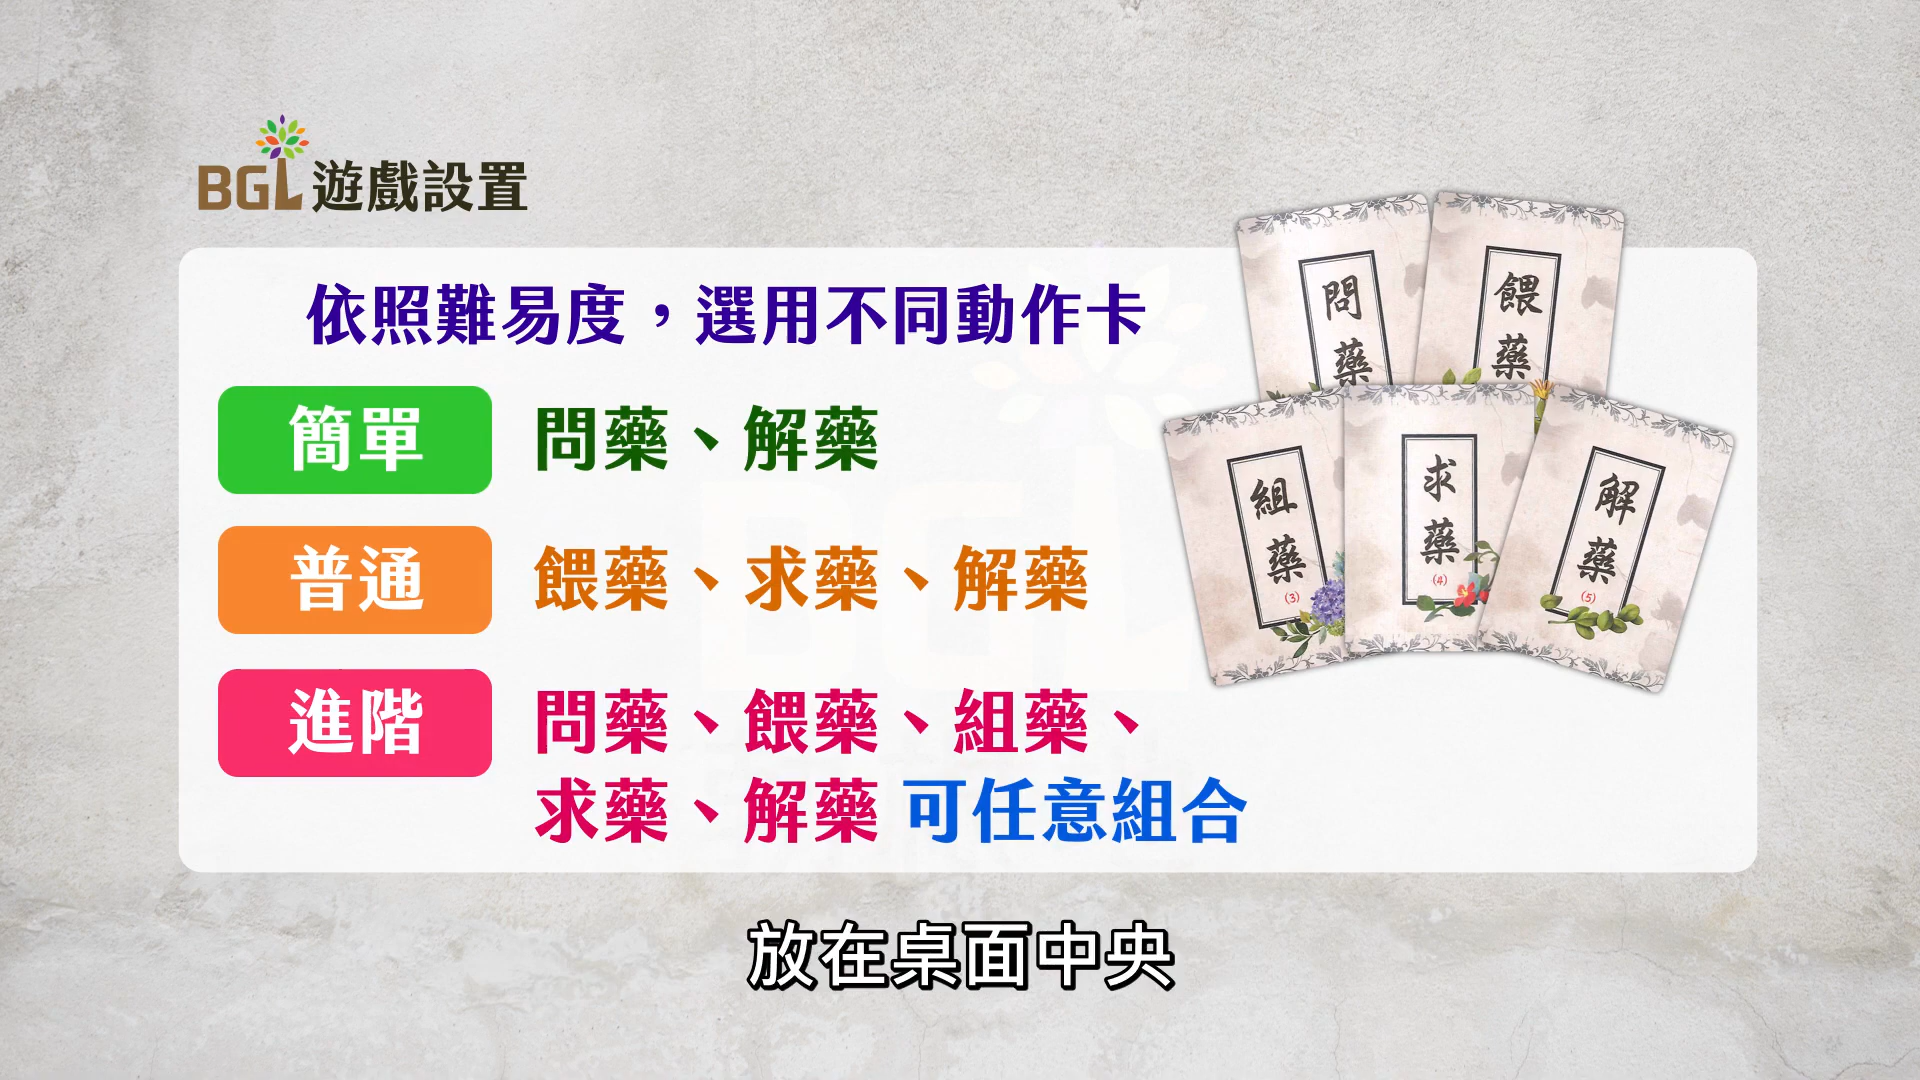 BGL遊戲設置
依照難易度，選用不同動作卡
簡單 問藥、解藥
普通 餵藥、求藥、解藥
進階 問藥、餵藥、組藥、
求藥、解藥 可任意組合
問藥
餵藥
組藥
(3)
求藥
(4)
解藥
(5)
放在桌面中央